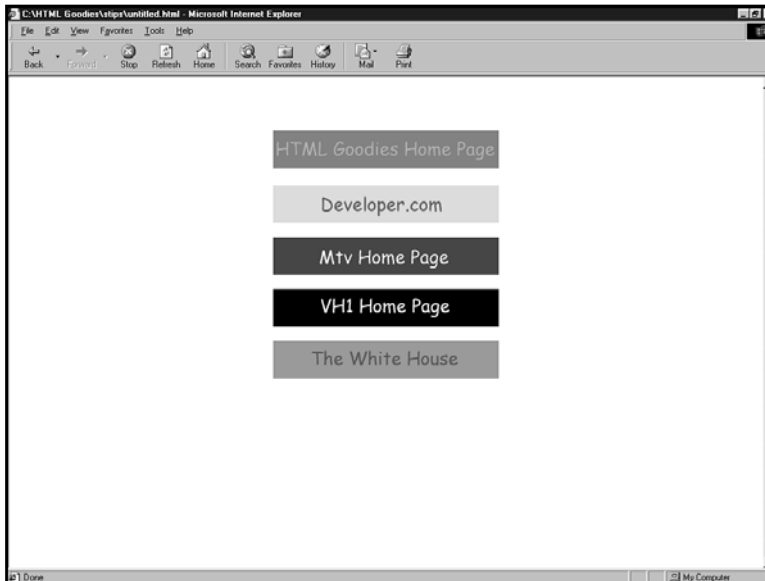 C:\HTML Goodies\stips\untitled.html - Microsoft Internet Explorer
File Edit View Favorites Tools Help
Back Forward Stop Refresh Home Search Favorites History Mail Print
HTML Goodies Home Page
Developer.com
Mtv Home Page
VH1 Home Page
The White House
Done My Computer